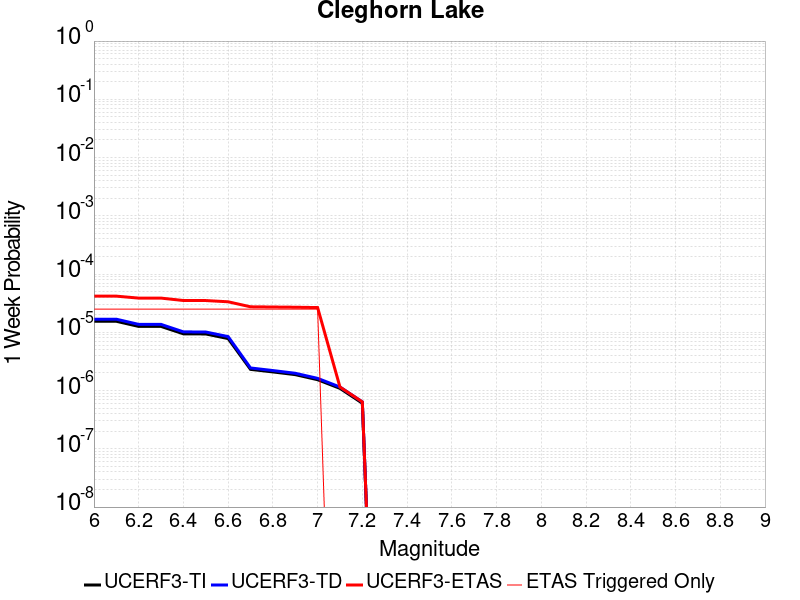 Cleghorn Lake
10^0
10^-1
10^-2
10^-3
10^-4
10^-5
10^-6
10^-7
10^-8
1 Week Probability
6 6.2 6.4 6.6 6.8 7 7.2 7.4 7.6 7.8 8 8.2 8.4 8.6 8.8 9
Magnitude
UCERF3-TI UCERF3-TD UCERF3-ETAS ETAS Triggered Only